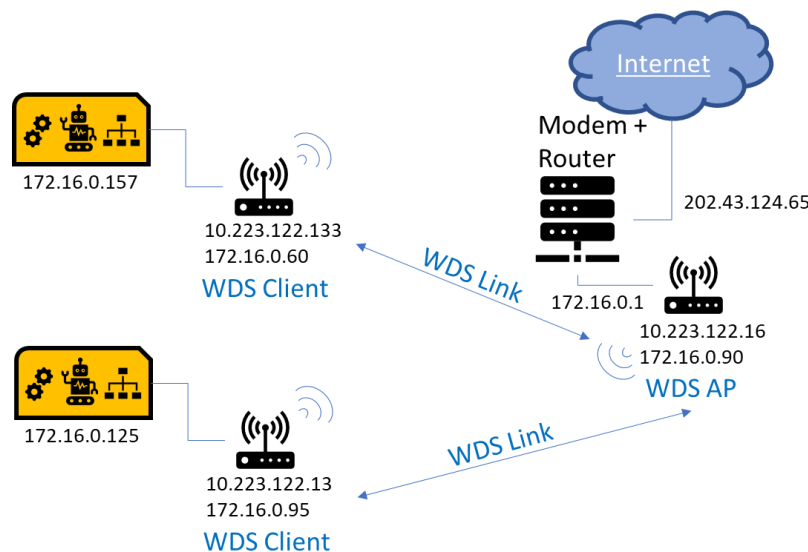 Internet
Modem +
Router
202.43.124.65
172.16.0.157
10.223.122.133
172.16.0.60
WDS Client
WDS Link
172.16.0.1
10.223.122.16
172.16.0.90
WDS AP
172.16.0.125
WDS Link
10.223.122.13
172.16.0.95
WDS Client